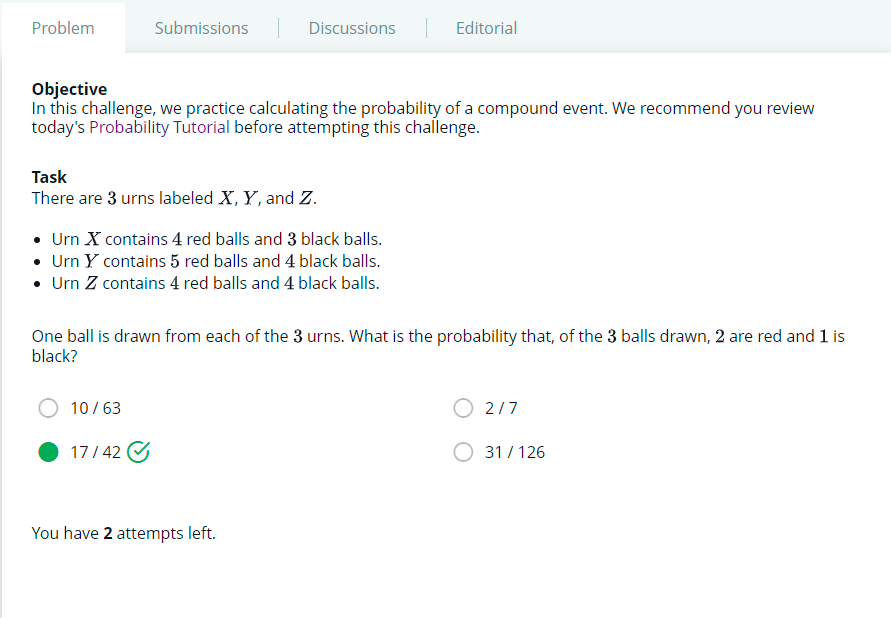 Problem
Submissions
Discussions
Editorial
Objective
In this challenge, we practice calculating the probability of a compound event. We recommend you review
today's Probability Tutorial before attempting this challenge.
Task
There are 3 urns labeled X, Y, and Z.
• Urn X contains 4 red balls and 3 black balls.
• Urn Y contains 5 red balls and 4 black balls.
• Urn Z contains 4 red balls and 4 black balls.
One ball is drawn from each of the 3 urns. What is the probability that, of the 3 balls drawn, 2 are red and 1 is
black?
10 / 63
2 / 7
17 / 42
31 / 126
You have 2 attempts left.